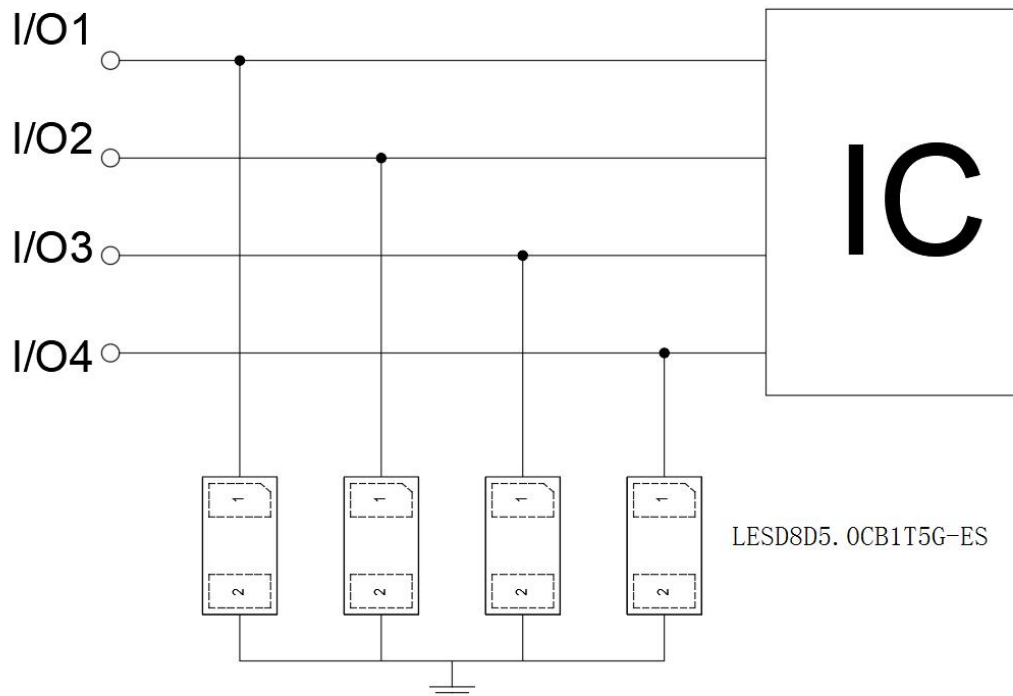 I/O1
I/O2
IC
I/O3
I/O4
1 1 1 1
LESD8D5.0CB1T5G-ES
2 2 2 2